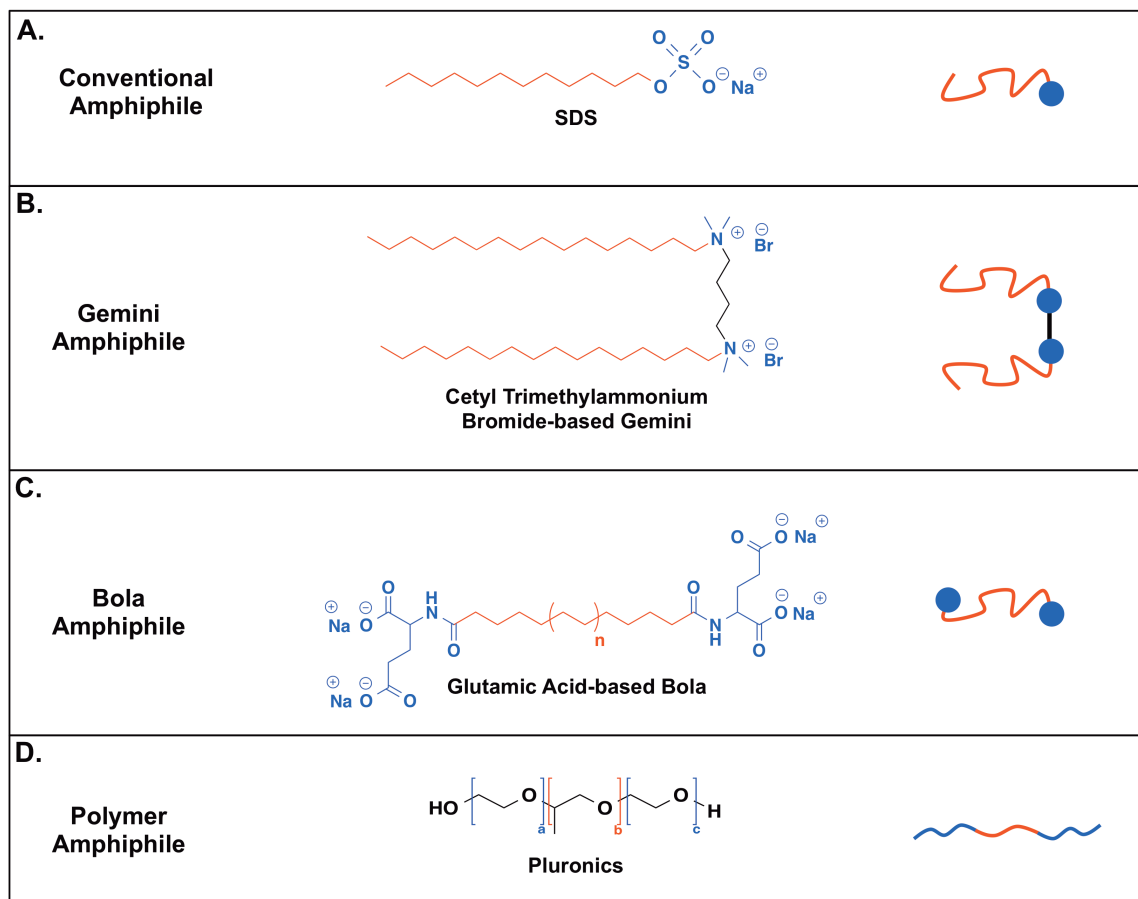 A.
Conventional
Amphiphile
O O
S
O O⊖ Na⊕
SDS
B.
N⊕ ⊖
Br
Gemini
Amphiphile
N⊕ ⊖
Br
Cetyl Trimethylammonium
Bromide-based Gemini
C.
Bola
Amphiphile
O O⊖ Na⊕
O H O
⊕ ⊖ N O⊖ ⊕
Na O n N Na
O H O
⊕ ⊖
Na O O
Glutamic Acid-based Bola
D.
Polymer
Amphiphile
HO O O O H
a b c
Pluronics